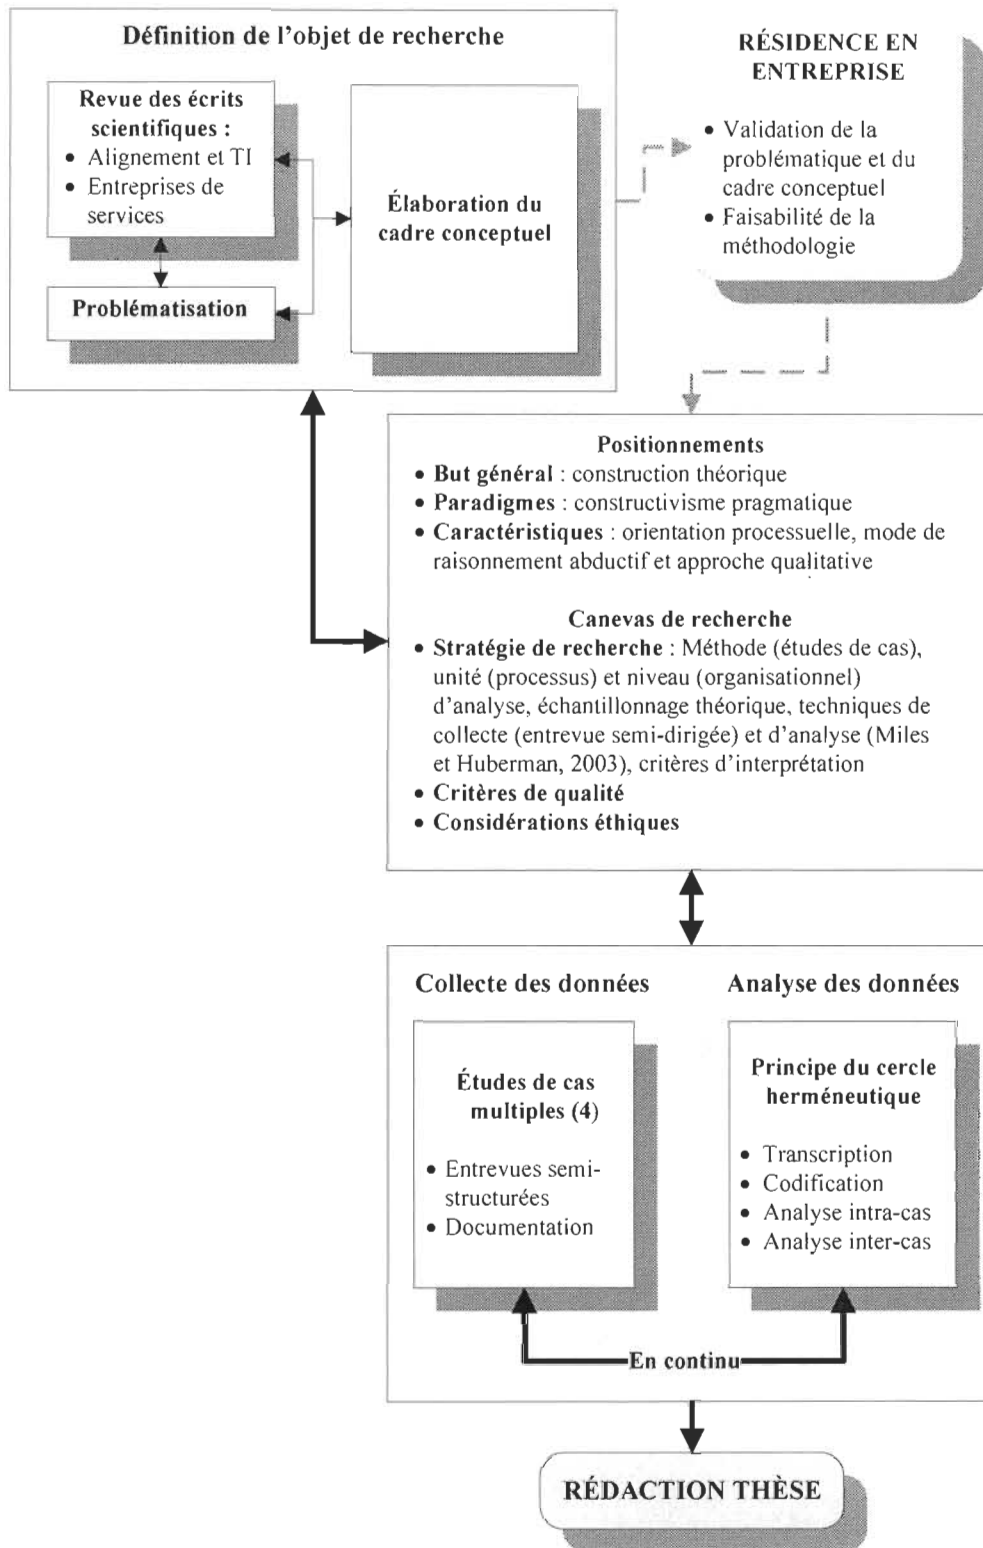 Définition de l'objet de recherche
Revue des écrits
scientifiques :
• Alignement et TI
• Entreprises de
services
Problématisation
Élaboration du
cadre conceptuel
RÉSIDENCE EN
ENTREPRISE
• Validation de la
problématique et du
cadre conceptuel
• Faisabilité de la
méthodologie
Positionnements
• But général : construction théorique
• Paradigmes : constructivisme pragmatique
• Caractéristiques : orientation processuelle, mode de
raisonnement abductif et approche qualitative
Canevas de recherche
• Stratégie de recherche : Méthode (études de cas),
unité (processus) et niveau (organisationnel)
d'analyse, échantillonnage théorique, techniques de
collecte (entrevue semi-dirigée) et d'analyse (Miles
et Huberman, 2003), critères d'interprétation
• Critères de qualité
• Considérations éthiques
Collecte des données
Études de cas
multiples (4)
• Entrevues semi-
structurées
• Documentation
Analyse des données
Principe du cercle
herméneutique
• Transcription
• Codification
• Analyse intra-cas
• Analyse inter-cas
En continu
RÉDACTION THÈSE